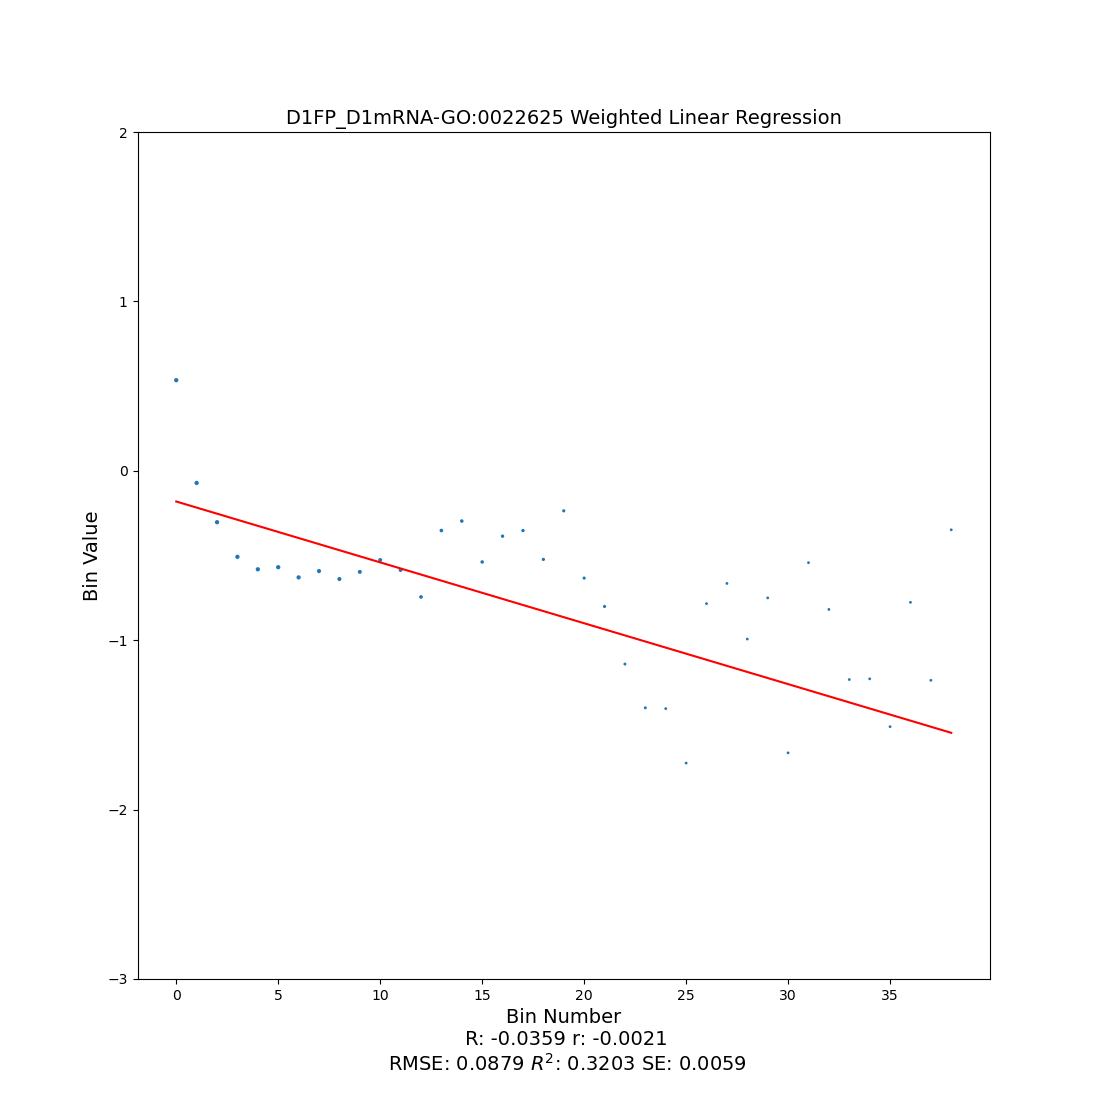 D1FP_D1mRNA-GO:0022625 Weighted Linear Regression
2
1
0
−1
−2
−3
Bin Value
0 5 10 15 20 25 30 35
Bin Number
R: -0.0359 r: -0.0021
RMSE: 0.0879 R²: 0.3203 SE: 0.0059